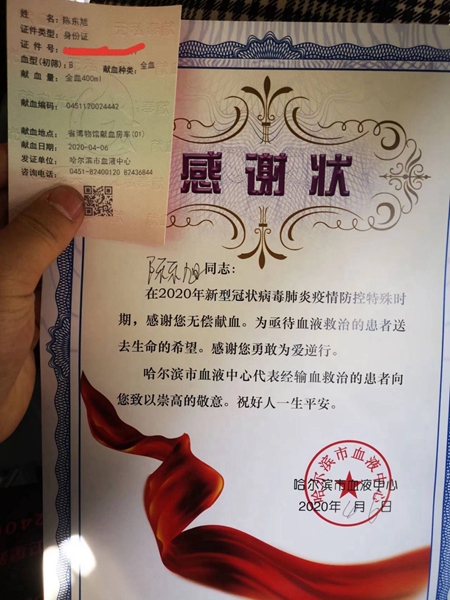 姓　　名：陈东旭
证件类型：身份证
证 件 号：
血型(初筛)：B 献血种类：全血
献 血 量：全血400ml
献血编码：0451120024442
献血地点：省博物馆献血房车(D1)
献血日期：2020-04-06
发证单位：哈尔滨市血液中心
咨询电话：0451-82400120 82436844
感谢状
陈东旭同志：
在2020年新型冠状病毒肺炎疫情防控特殊时
期，感谢您无偿献血。为亟待血液救治的患者送
去生命的希望。感谢您勇敢为爱逆行。
哈尔滨市血液中心代表经输血救治的患者向
您致以崇高的敬意。祝好人一生平安。
哈尔滨市血液中心
哈尔滨市血液中心
2020年 月 日